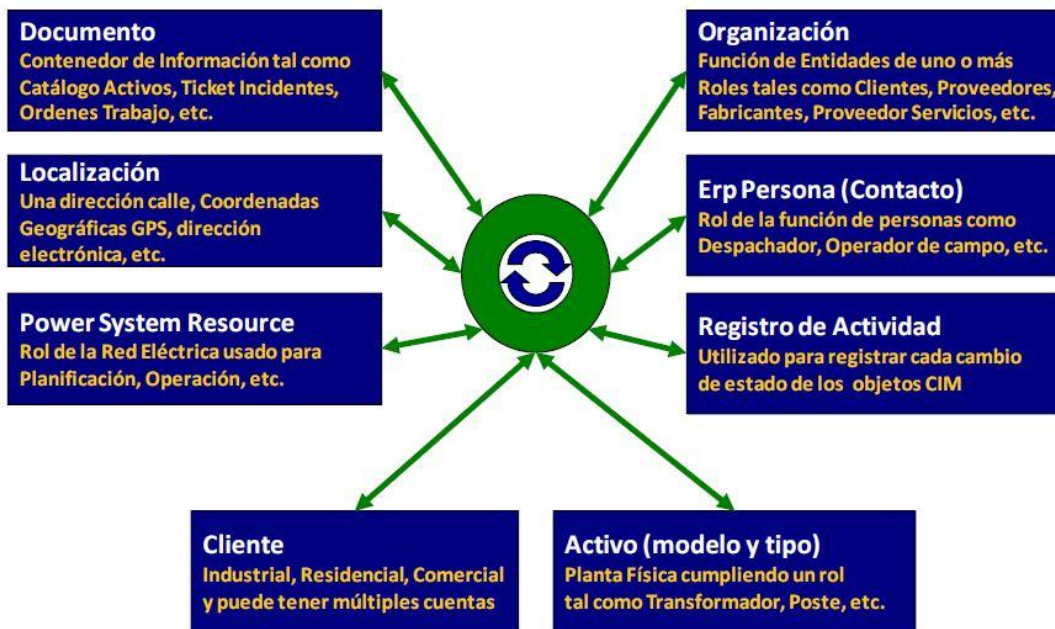 Documento
Contenedor de Información tal como
Catálogo Activos, Ticket Incidentes,
Ordenes Trabajo, etc.
Organización
Función de Entidades de uno o más
Roles tales como Clientes, Proveedores,
Fabricantes, Proveedor Servicios, etc.
Localización
Una dirección calle, Coordenadas
Geográficas GPS, dirección
electrónica, etc.
Erp Persona (Contacto)
Rol de la función de personas como
Despachador, Operador de campo, etc.
Power System Resource
Rol de la Red Eléctrica usado para
Planificación, Operación, etc.
Registro de Actividad
Utilizado para registrar cada cambio
de estado de los objetos CIM
Cliente
Industrial, Residencial, Comercial
y puede tener múltiples cuentas
Activo (modelo y tipo)
Planta Física cumpliendo un rol
tal como Transformador, Poste, etc.